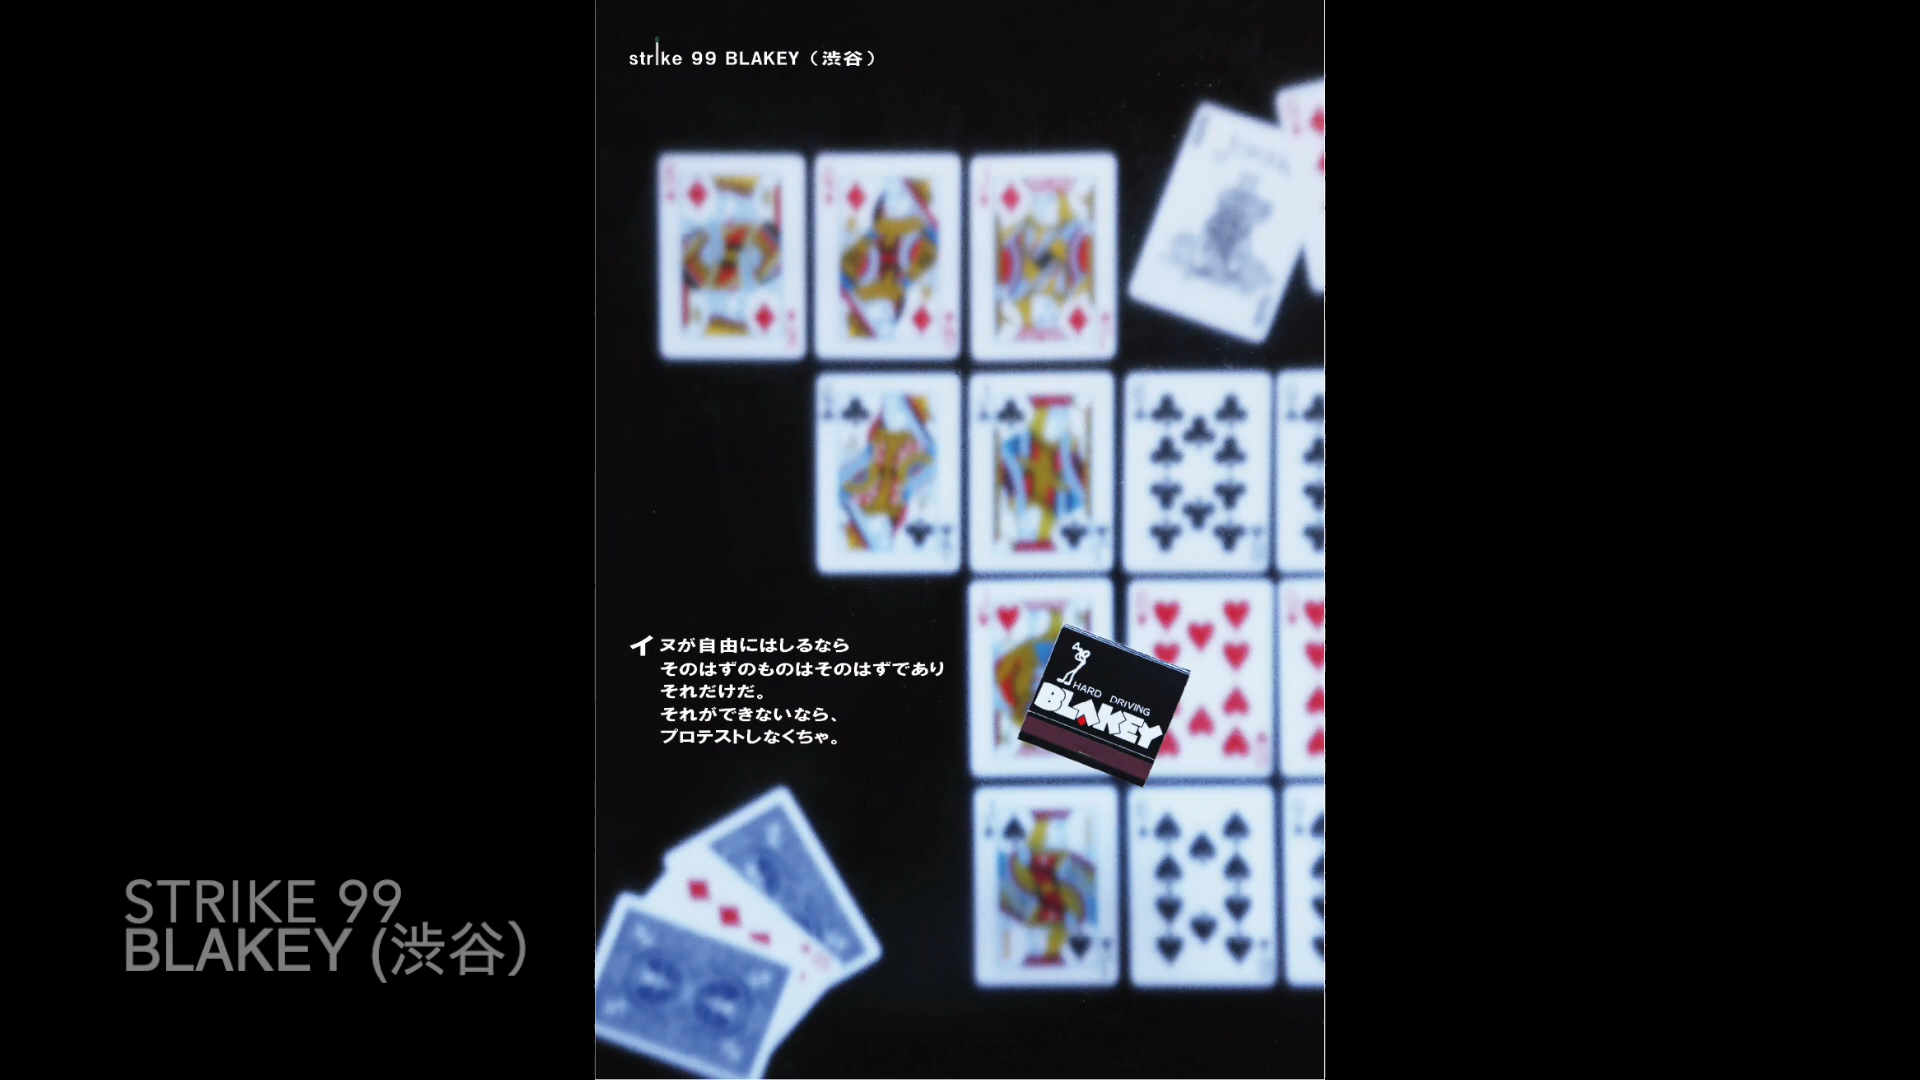 strike 99 BLAKEY（渋谷）
イヌが自由にはしるなら
そのはずのものはそのはずであり
それだけだ。
それができないなら、
プロテストしなくちゃ。
HARD DRIVING
BLAKEY
STRIKE 99
BLAKEY (渋谷）